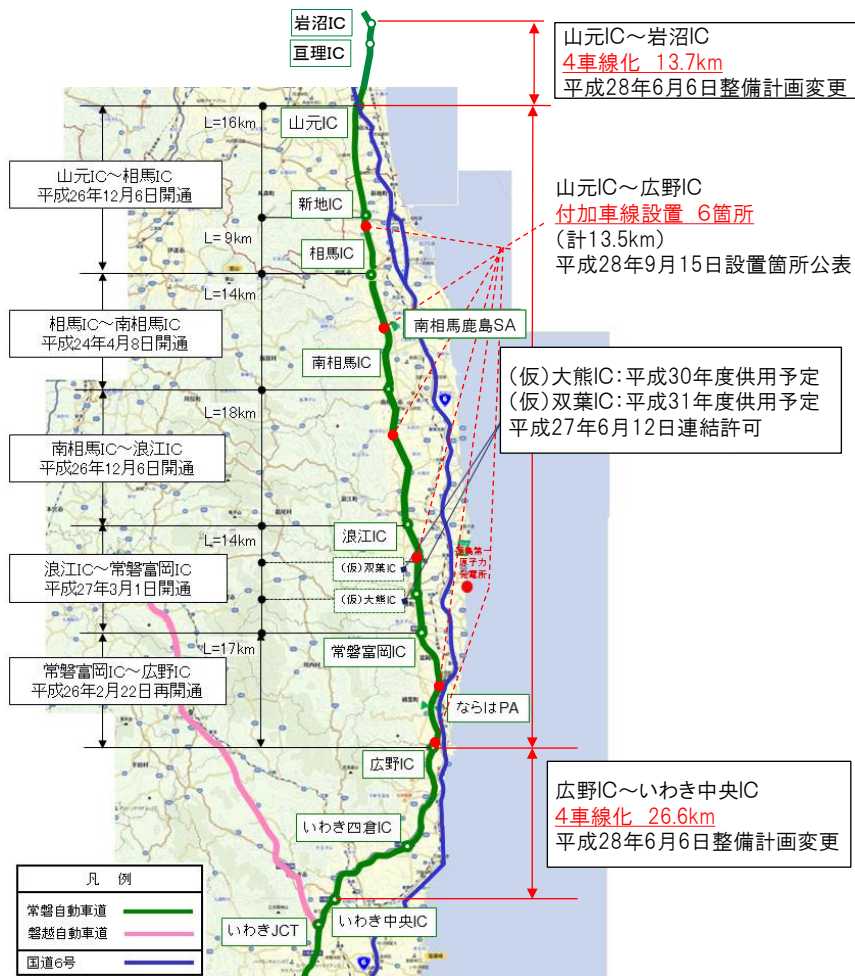 岩沼IC
亘理IC
山元IC～岩沼IC
4車線化 13.7km
平成28年6月6日整備計画変更
L=16km
山元IC
山元IC～相馬IC
平成26年12月6日開通
新地IC
L=9km
相馬IC
山元IC～広野IC
付加車線設置 6箇所
(計13.5km)
平成28年9月15日設置箇所公表
L=14km
相馬IC～南相馬IC
平成24年4月8日開通
南相馬鹿島SA
南相馬IC
L=18km
(仮)大熊IC:平成30年度供用予定
(仮)双葉IC:平成31年度供用予定
平成27年6月12日連結許可
6
南相馬IC～浪江IC
平成26年12月6日開通
浪江IC
L=14km
(仮)双葉IC
福島第一
原子力
発電所
浪江IC～常磐富岡IC
平成27年3月1日開通
(仮)大熊IC
L=17km
常磐富岡IC
常磐富岡IC～広野IC
平成26年2月22日再開通
ならはPA
広野IC
広野IC～いわき中央IC
4車線化 26.6km
平成28年6月6日整備計画変更
いわき四倉IC
いわき中央IC
いわきJCT
6
凡 例
常磐自動車道
磐越自動車道
国道6号